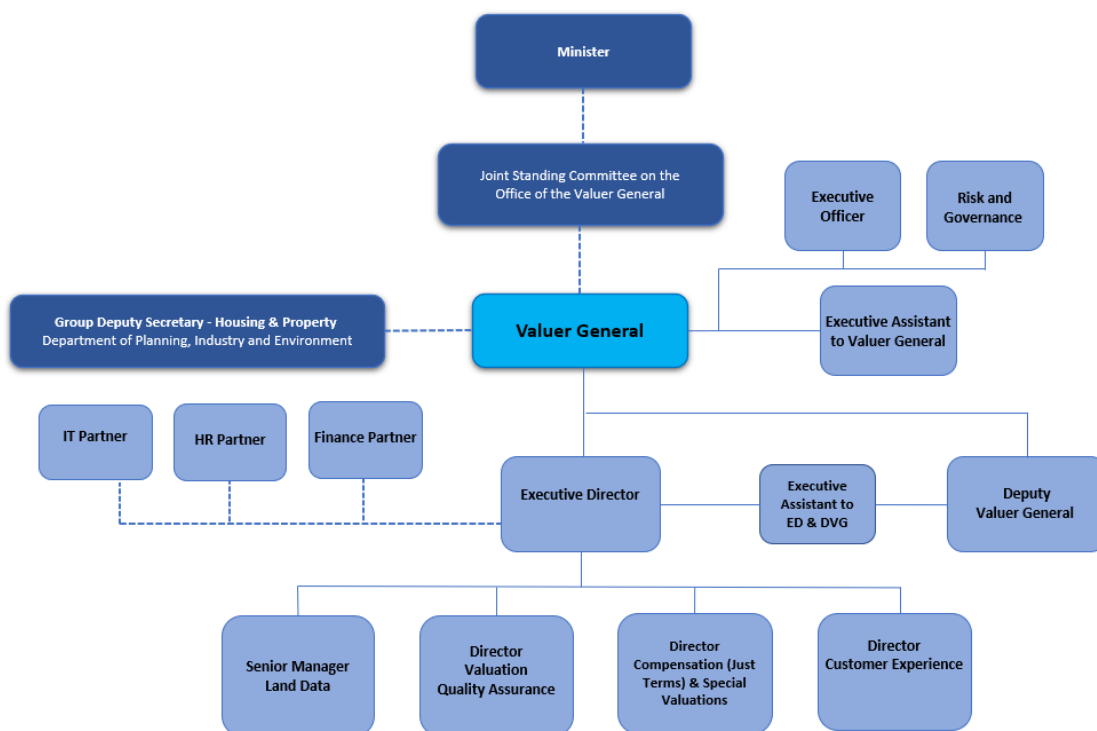 Minister
Joint Standing Committee on the
Office of the Valuer General
Executive
Officer
Risk and
Governance
Group Deputy Secretary - Housing & Property
Department of Planning, Industry and Environment
Valuer General
Executive Assistant
to Valuer General
IT Partner
HR Partner
Finance Partner
Executive Director
Executive
Assistant to
ED & DVG
Deputy
Valuer General
Senior Manager
Land Data
Director
Valuation
Quality Assurance
Director
Compensation (Just
Terms) & Special
Valuations
Director
Customer Experience